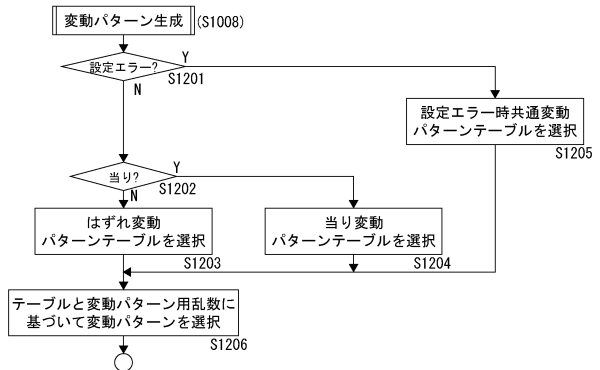 変動パターン生成 (S1008)
設定エラー?
Y
S1201
N
設定エラー時共通変動
パターンテーブルを選択
S1205
当り?
Y
S1202
N
はずれ変動
パターンテーブルを選択
S1203
当り変動
パターンテーブルを選択
S1204
テーブルと変動パターン用乱数に
基づいて変動パターンを選択
S1206